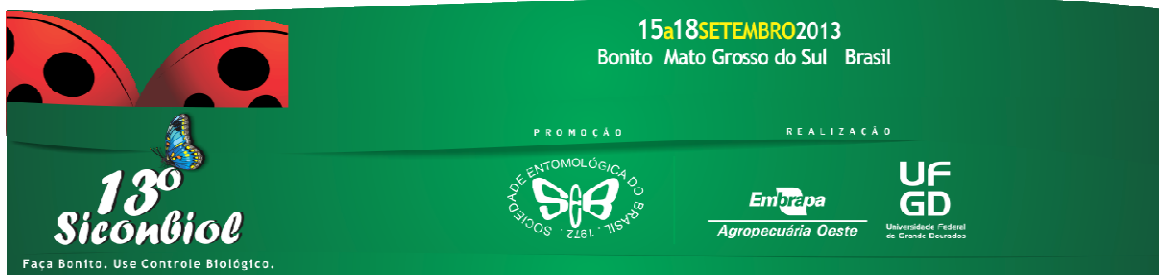 15a18SETEMBRO2013
Bonito Mato Grosso do Sul Brasil
PROMOÇÃO
REALIZAÇÃO
SOCIEDADE ENTOMOLÓGICA DO BRASIL . 1972 .
SEB
Embrapa
Agropecuária Oeste
UF
GD
Universidade Federal
da Grande Dourados
13º
Siconbiol
Faça Bonito. Use Controle Biológico.